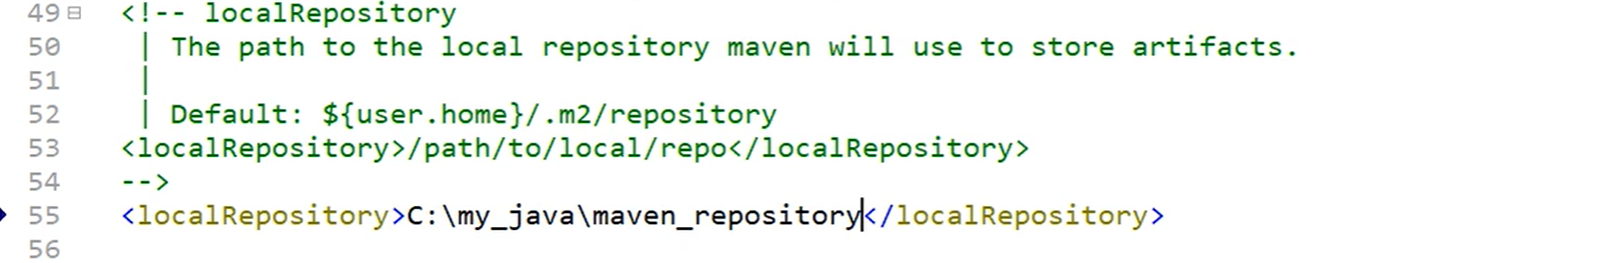 49 <!-- localRepository
50 | The path to the local repository maven will use to store artifacts.
51 |
52 | Default: ${user.home}/.m2/repository
53 <localRepository>/path/to/local/repo</localRepository>
54 -->
55 <localRepository>C:\my_java\maven_repository</localRepository>
56